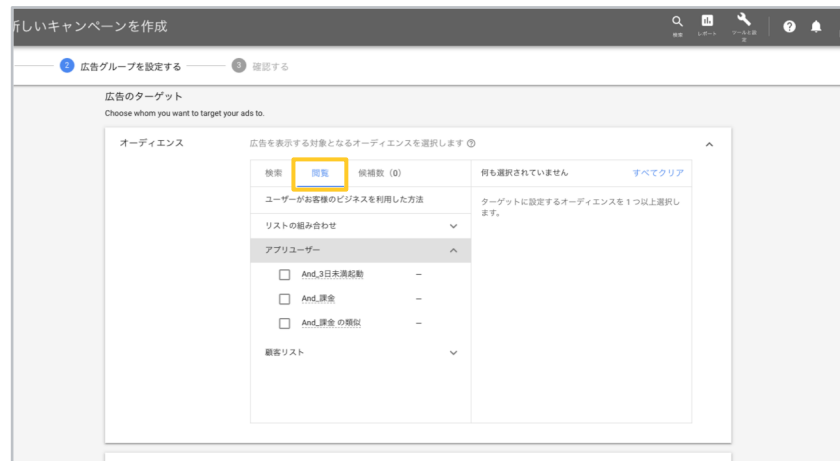 新しいキャンペーンを作成
検索
レポート
ツールと設定
2 広告グループを設定する
3 確認する
広告のターゲット
Choose whom you want to target your ads to.
オーディエンス
広告を表示する対象となるオーディエンスを選択します
検索 閲覧 候補数（0）
何も選択されていません すべてクリア
ユーザーがお客様のビジネスを利用した方法
ターゲットに設定するオーディエンスを 1 つ以上選択し
ます。
リストの組み合わせ
アプリユーザー
And_3日未満起動 –
And_課金 –
And_課金 の類似 –
顧客リスト